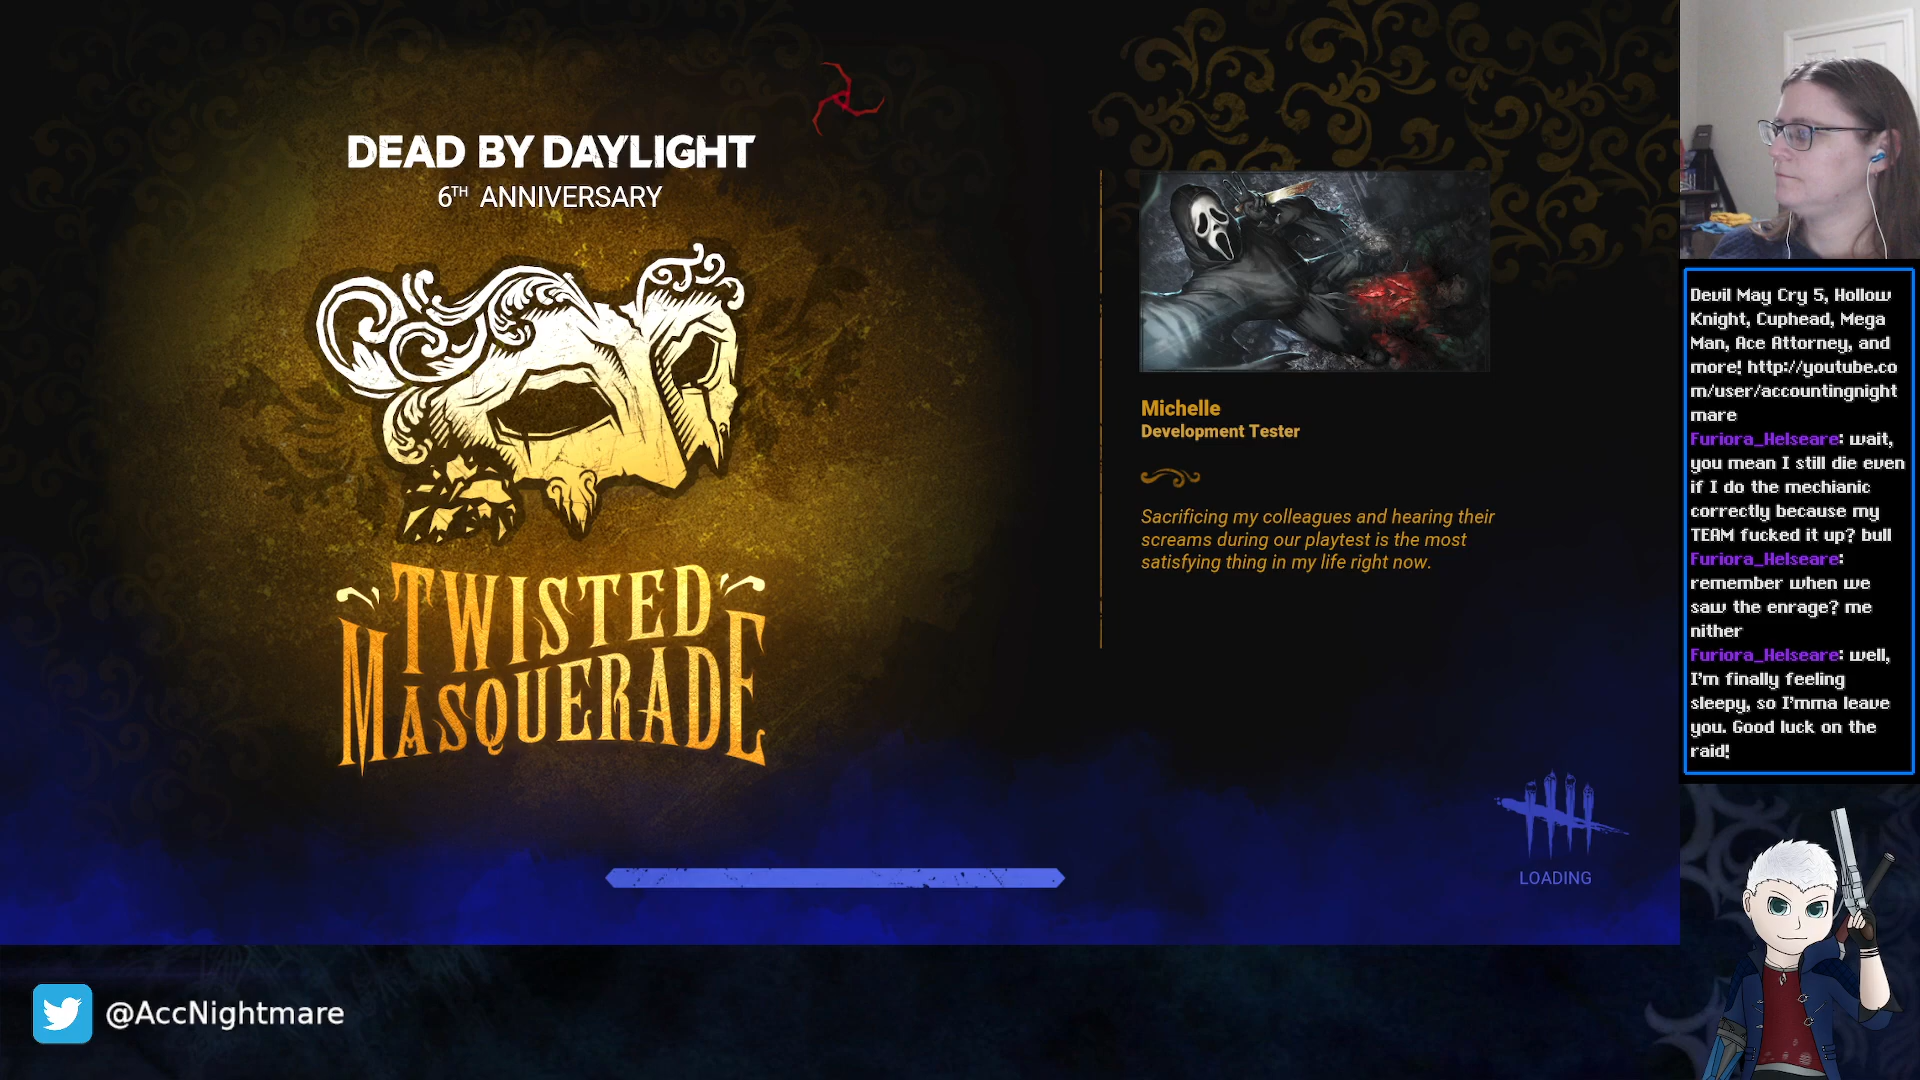 DEAD BY DAYLIGHT
6TH ANNIVERSARY
TWISTED
MASQUERADE
Michelle
Development Tester
Sacrificing my colleagues and hearing their
screams during our playtest is the most
satisfying thing in my life right now.
LOADING
@AccNightmare
Devil May Cry 5, Hollow
Knight, Cuphead, Mega
Man, Ace Attorney, and
more! http://youtube.co
m/user/accountingnight
mare
Furiora_Helseare: wait,
you mean I still die even
if I do the mechianic
correctly because my
TEAM fucked it up? bull
Furiora_Helseare:
remember when we
saw the enrage? me
nither
Furiora_Helseare: well,
I'm finally feeling
sleepy, so I'mma leave
you. Good luck on the
raid!